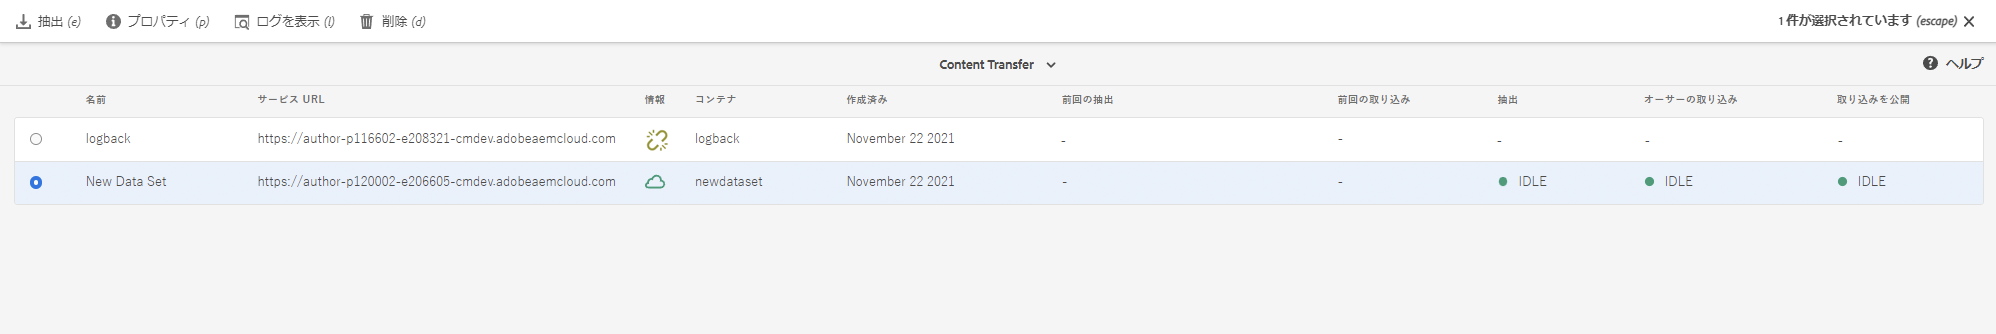 抽出 (e) プロパティ (p) ログを表示 (l) 削除 (d) 1 件が選択されています (escape)
Content Transfer ヘルプ
名前 サービス URL 情報 コンテナ 作成済み 前回の抽出 前回の取り込み 抽出 オーサーの取り込み 取り込みを公開
logback https://author-p116602-e208321-cmdev.adobeaemcloud.com logback November 22 2021 - - - - -
New Data Set https://author-p120002-e206605-cmdev.adobeaemcloud.com newdataset November 22 2021 - - IDLE IDLE IDLE